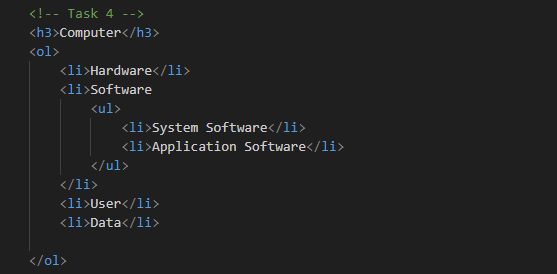 <!-- Task 4 -->
<h3>Computer</h3>
<ol>
    <li>Hardware</li>
    <li>Software
        <ul>
            <li>System Software</li>
            <li>Application Software</li>
        </ul>
    </li>
    <li>User</li>
    <li>Data</li>
</ol>